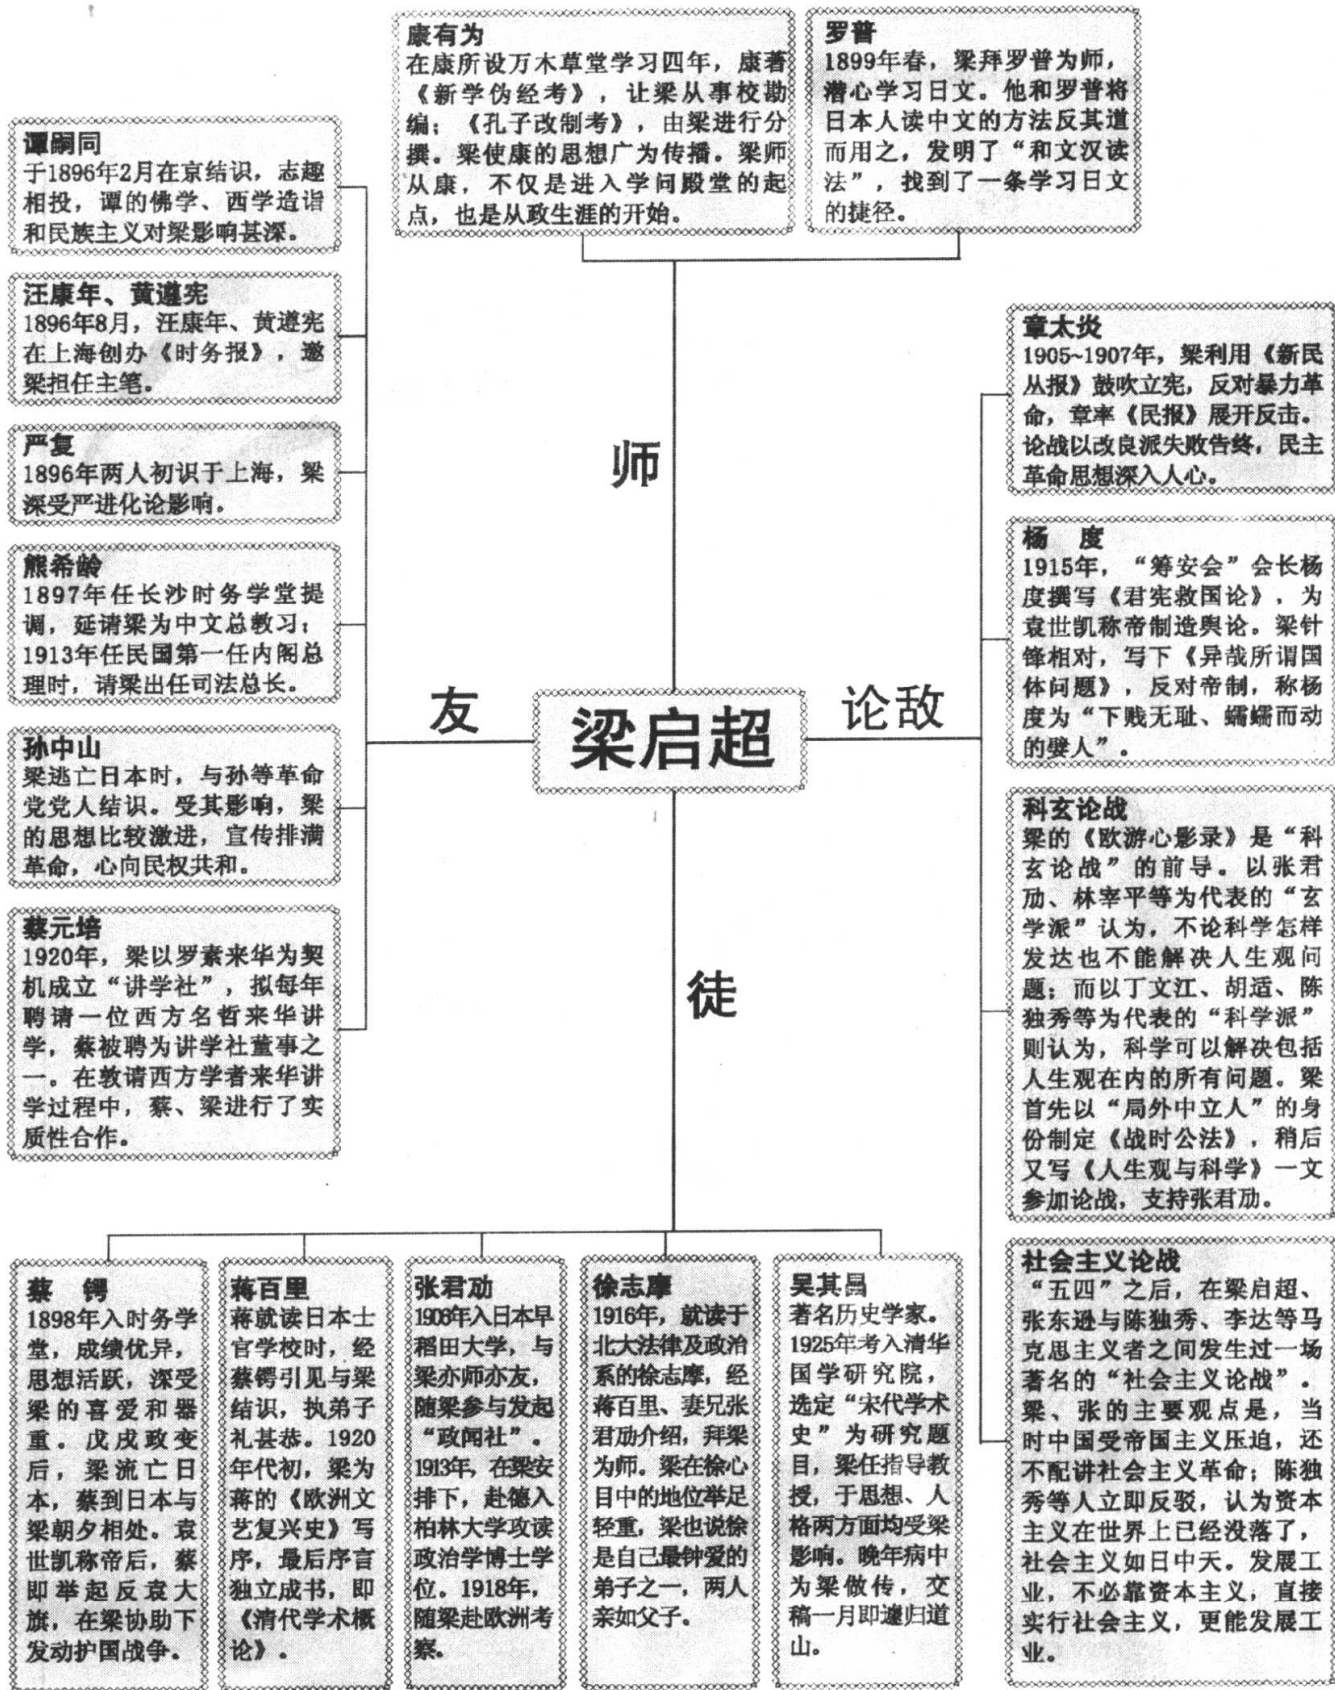 康有为
在康所设万木草堂学习四年，康著
《新学伪经考》，让梁从事校勘
编；《孔子改制考》，由梁进行分
撰。梁使康的思想广为传播。梁师
从康，不仅是进入学问殿堂的起
点，也是从政生涯的开始。
罗普
1899年春，梁拜罗普为师，
潜心学习日文。他和罗普将
日本人读中文的方法反其道
而用之，发明了“和文汉读
法”，找到了一条学习日文
的捷径。
师
谭嗣同
于1896年2月在京结识，志趣
相投，谭的佛学、西学造诣
和民族主义对梁影响甚深。
汪康年、黄遵宪
1896年8月，汪康年、黄遵宪
在上海创办《时务报》，邀
梁担任主笔。
严复
1896年两人初识于上海，梁
深受严进化论影响。
熊希龄
1897年任长沙时务学堂提
调，延请梁为中文总教习；
1913年任民国第一任内阁总
理时，请梁出任司法总长。
孙中山
梁逃亡日本时，与孙等革命
党党人结识。受其影响，梁
的思想比较激进，宣传排满
革命，心向民权共和。
蔡元培
1920年，梁以罗素来华为契
机成立“讲学社”，拟每年
聘请一位西方名哲来华讲
学，蔡被聘为讲学社董事之
一。在敦请西方学者来华讲
学过程中，蔡、梁进行了实
质性合作。
友
梁启超
论敌
章太炎
1905~1907年，梁利用《新民
丛报》鼓吹立宪，反对暴力革
命，章率《民报》展开反击。
论战以改良派失败告终，民主
革命思想深入人心。
杨 度
1915年，“筹安会”会长杨
度撰写《君宪救国论》，为
袁世凯称帝制造舆论。梁针
锋相对，写下《异哉所谓国
体问题》，反对帝制，称杨
度为“下贱无耻、蠕蠕而动
的嬖人”。
科玄论战
梁的《欧游心影录》是“科
玄论战”的前导。以张君
劢、林宰平等为代表的“玄
学派”认为，不论科学怎样
发达也不能解决人生观问
题；而以丁文江、胡适、陈
独秀等为代表的“科学派”
则认为，科学可以解决包括
人生观在内的所有问题。梁
首先以“局外中立人”的身
份制定《战时公法》，稍后
又写《人生观与科学》一文
参加论战，支持张君劢。
社会主义论战
“五四”之后，在梁启超、
张东逊与陈独秀、李达等马
克思主义者之间发生过一场
著名的“社会主义论战”。
梁、张的主要观点是，当
时中国受帝国主义压迫，还
不配讲社会主义革命；陈独
秀等人立即反驳，认为资本
主义在世界上已经没落了，
社会主义如日中天。发展工
业，不必靠资本主义，直接
实行社会主义，更能发展工
业。
徒
蔡 锷
1898年入时务学
堂，成绩优异，
思想活跃，深受
梁的喜爱和器
重。戊戌政变
后，梁流亡日
本，蔡到日本与
梁朝夕相处。袁
世凯称帝后，蔡
即举起反袁大
旗，在梁协助下
发动护国战争。
蒋百里
蒋就读日本士
官学校时，经
蔡锷引见与梁
结识，执弟子
礼甚恭。1920
年代初，梁为
蒋的《欧洲文
艺复兴史》写
序，最后序言
独立成书，即
《清代学术概
论》。
张君劢
1906年入日本早
稻田大学，与
梁亦师亦友，
随梁参与发起
“政闻社”。
1913年，在梁安
排下，赴德入
柏林大学攻读
政治学博士学
位。1918年，
随梁赴欧洲考
察。
徐志摩
1916年，就读于
北大法律及政治
系的徐志摩，经
蒋百里、妻兄张
君劢介绍，拜梁
为师。梁在徐心
目中的地位举足
轻重，梁也说徐
是自己最钟爱的
弟子之一，两人
亲如父子。
吴其昌
著名历史学家。
1925年考入清华
国学研究院，
选定“宋代学术
史”为研究题
目，梁任指导教
授，于思想、人
格两方面均受梁
影响。晚年病中
为梁做传，交
稿一月即遽归道
山。